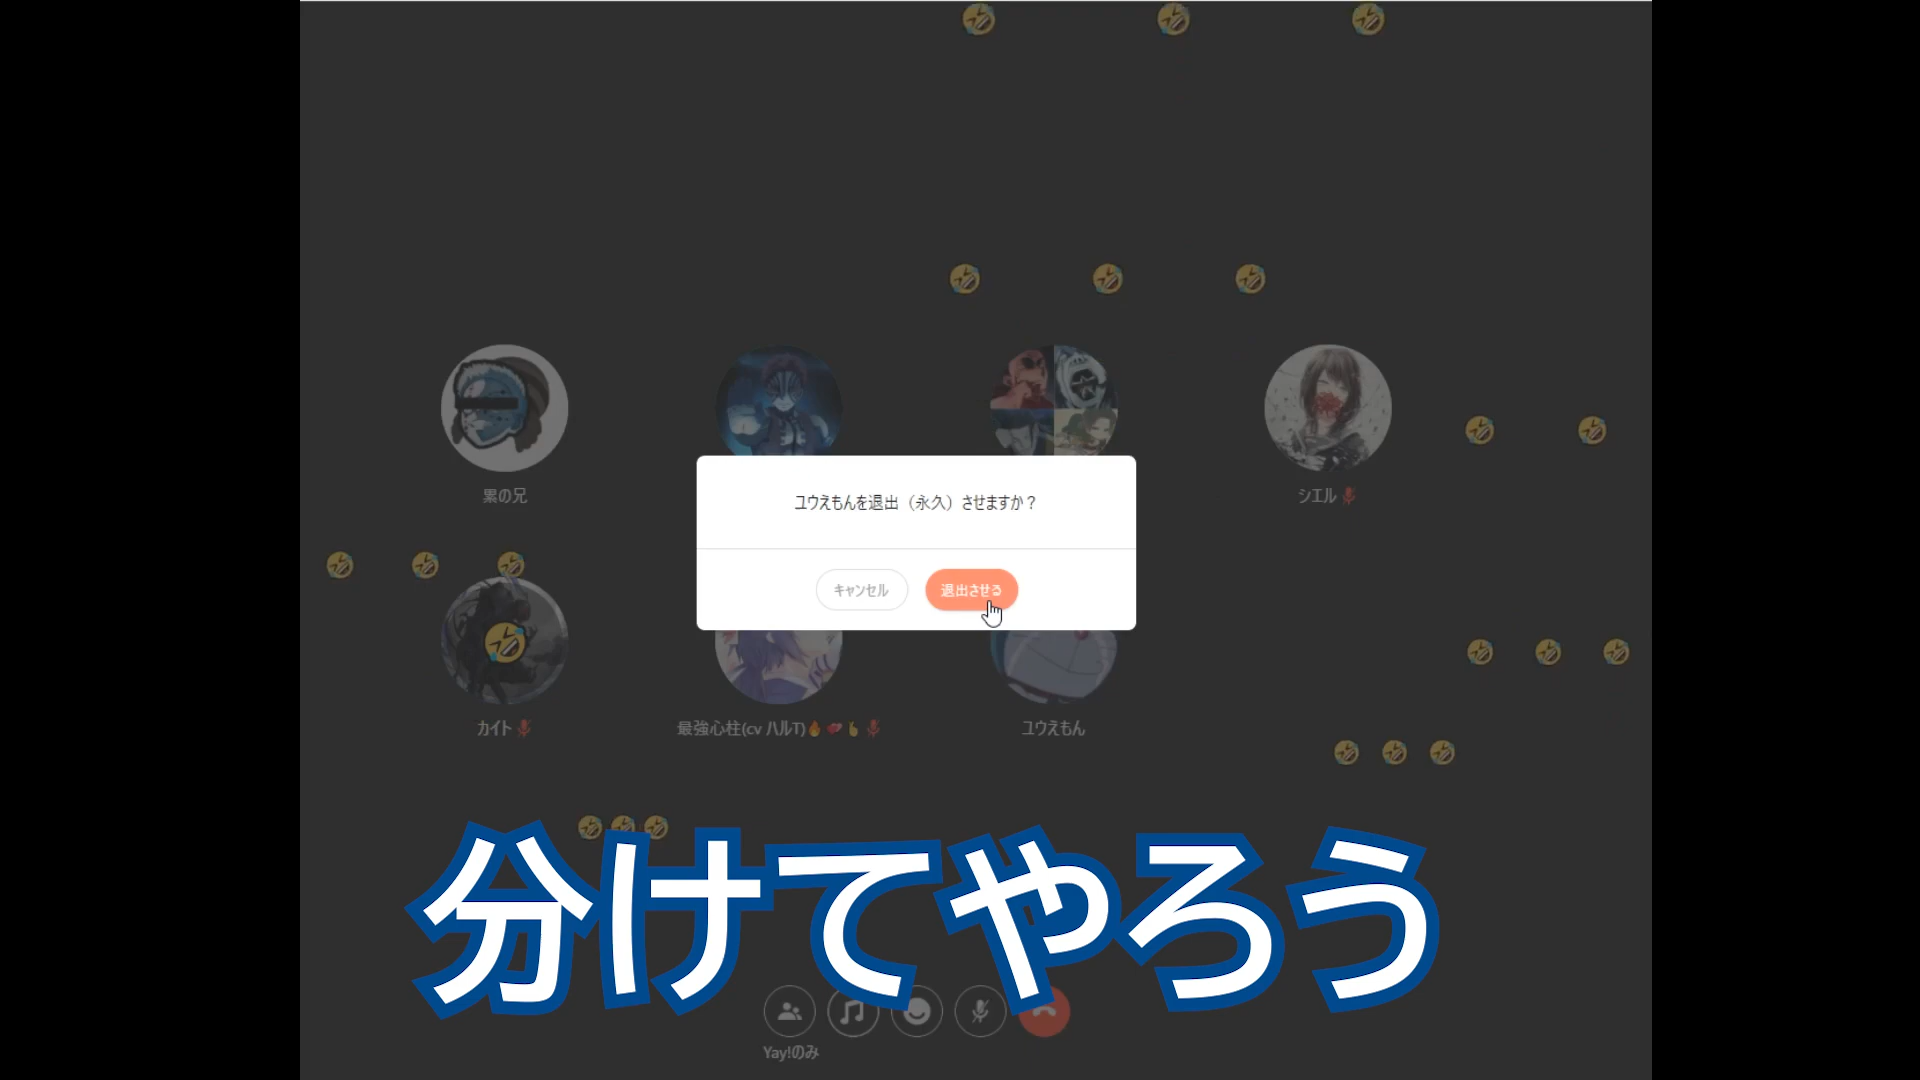 累の兄
シエル
ユウえもんを退出（永久）させますか？
キャンセル
退出させる
カイト
最強心柱(cv ハルT)🔥
ユウえもん
分けてやろう
Yay!のみ